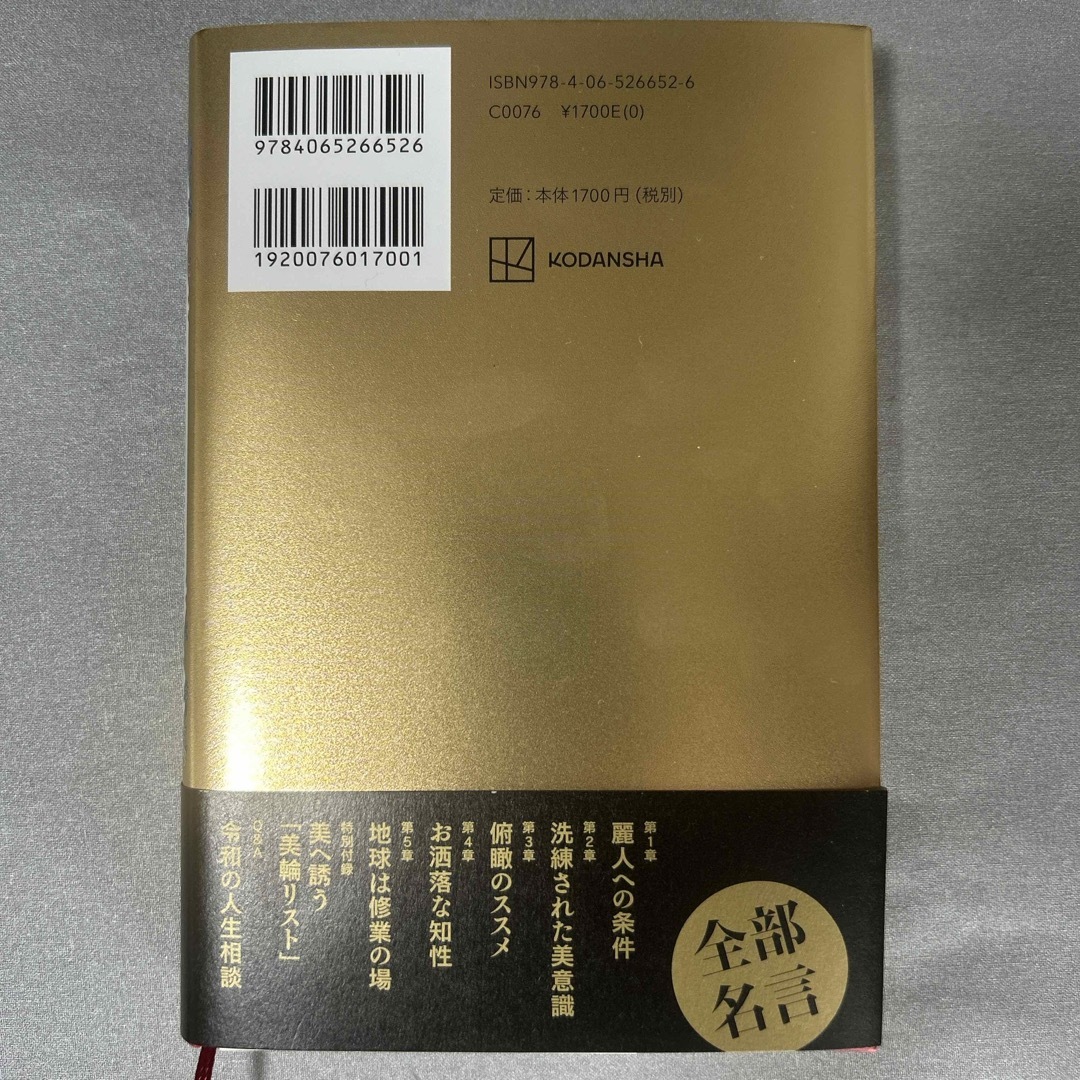 9784065266526
1920076017001
ISBN978-4-06-526652-6
C0076 ¥1700E(0)
定価：本体1700円（税別）
KODANSHA
第1章
麗人への条件
第2章
洗練された美意識
第3章
俯瞰のススメ
第4章
お洒落な知性
第5章
地球は修業の場
特別付録
美へ誘う
「美輪リスト」
Q&A
令和の人生相談
全部
名言